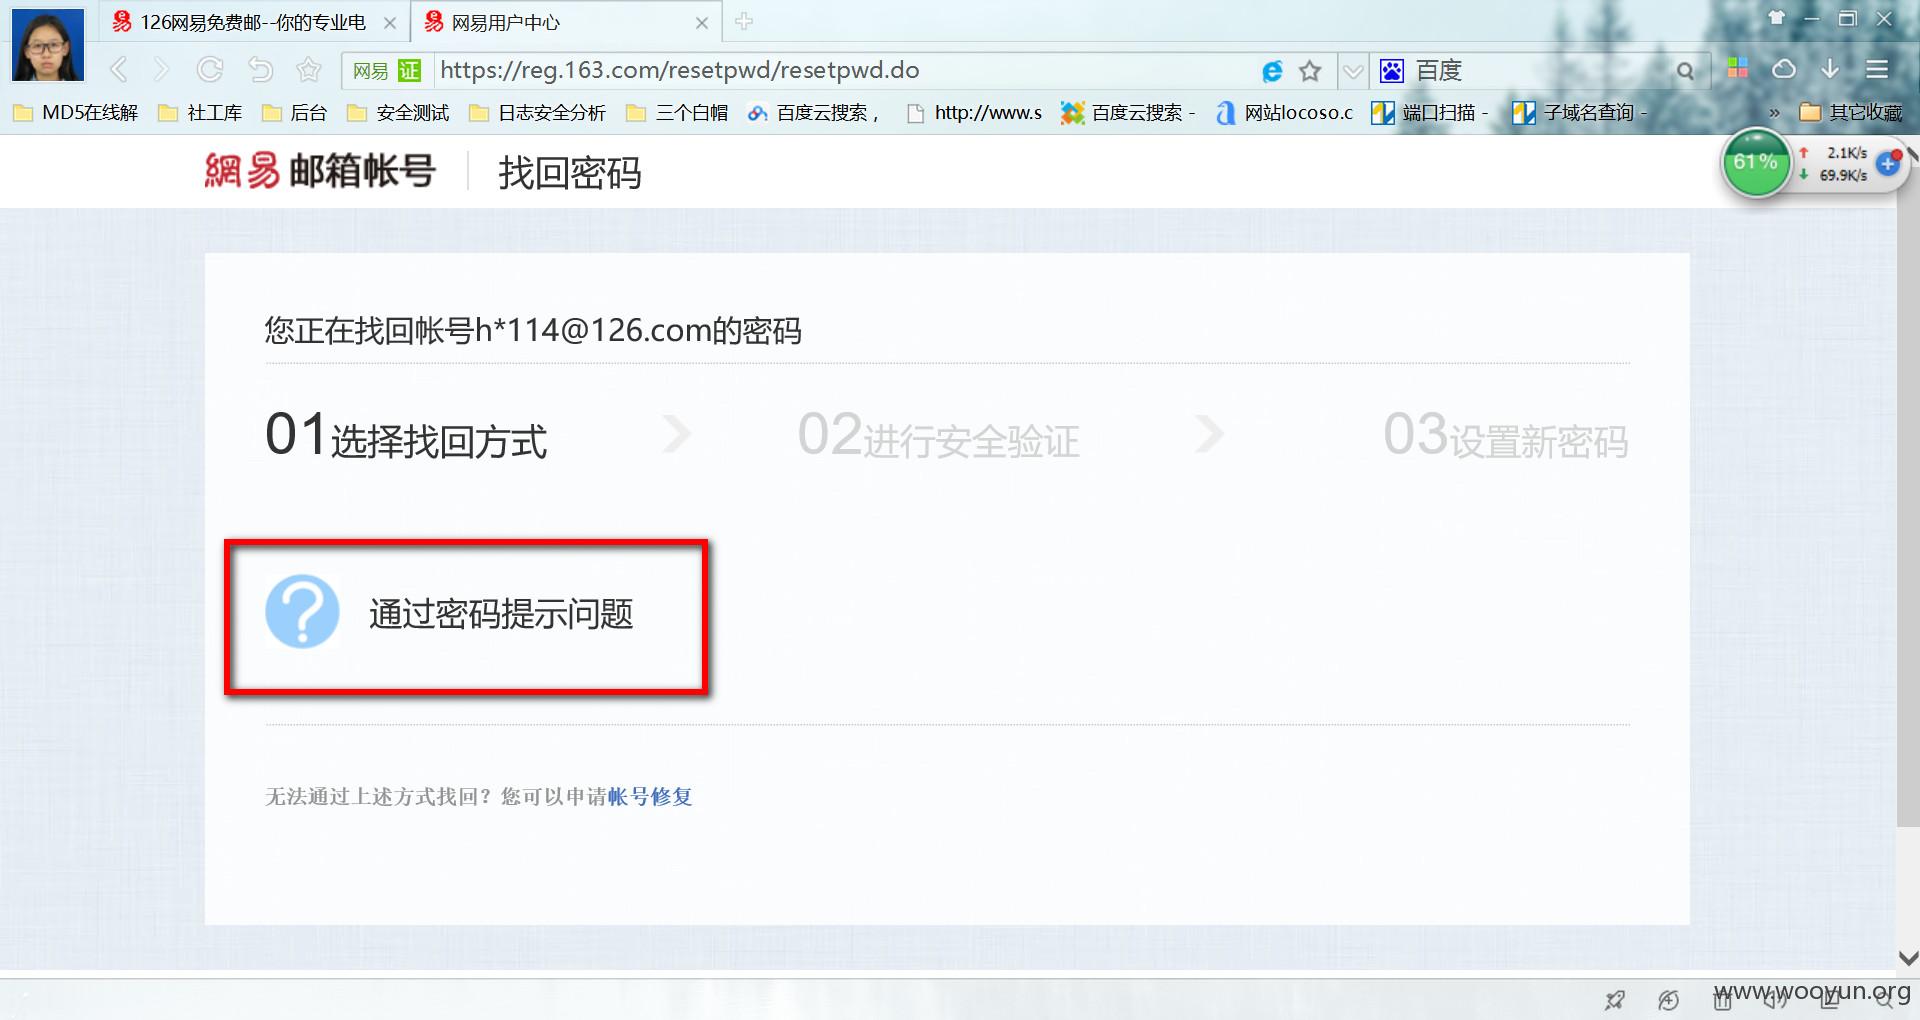 126网易免费邮--你的专业电
网易用户中心
网易 证 https://reg.163.com/resetpwd/resetpwd.do 百度
MD5在线解 社工库 后台 安全测试 日志安全分析 三个白帽 百度云搜索， http://www.s 百度云搜索 - 网站locoso.c 端口扫描 - 子域名查询 - » 其它收藏
網易 邮箱帐号 找回密码
61% 2.1K/s
69.9K/s
您正在找回帐号h*114@126.com的密码
01选择找回方式 02进行安全验证 03设置新密码
通过密码提示问题
无法通过上述方式找回？您可以申请帐号修复
www.wooyun.org